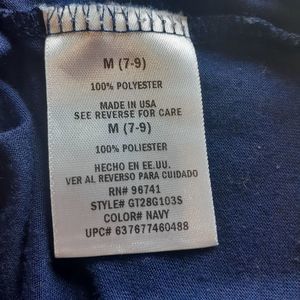 M (7-9)
100% POLYESTER
MADE IN USA
SEE REVERSE FOR CARE
M (7-9)
100% POLIESTER
HECHO EN EE.UU.
VER AL REVERSO PARA CUIDADO
RN# 96741
STYLE# GT28G103S
COLOR# NAVY
UPC# 637677460488